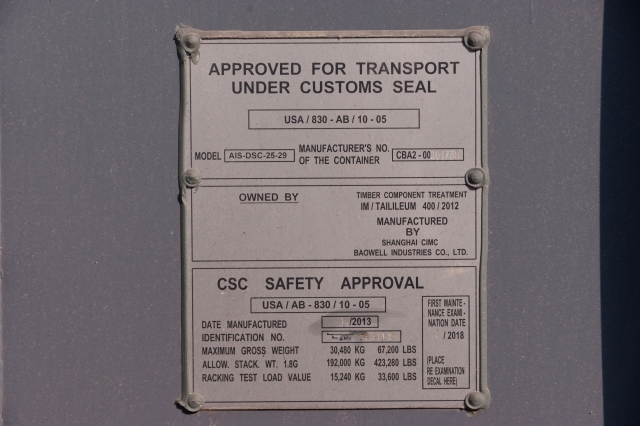 APPROVED FOR TRANSPORT
UNDER CUSTOMS SEAL
USA / 830 - AB / 10 - 05
MODEL AIS-DSC-25-29
MANUFACTURER'S NO.
OF THE CONTAINER CBA2 - 00
OWNED BY
TIMBER COMPONENT TREATMENT
IM / TAILILEUM 400 / 2012
MANUFACTURED
BY
SHANGHAI CIMC
BAOWELL INDUSTRIES CO., LTD.
CSC SAFETY APPROVAL
USA / AB - 830 / 10 - 05
DATE MANUFACTURED /2013
IDENTIFICATION NO.
MAXIMUM GROSS WEIGHT 30,480 KG 67,200 LBS
ALLOW. STACK. WT. 1.8G 192,000 KG 423,280 LBS
RACKING TEST LOAD VALUE 15,240 KG 33,600 LBS
FIRST MAINTE -
NANCE EXAMI -
NATION DATE
/ 2018
(PLACE
RE EXAMINATION
DECAL HERE)